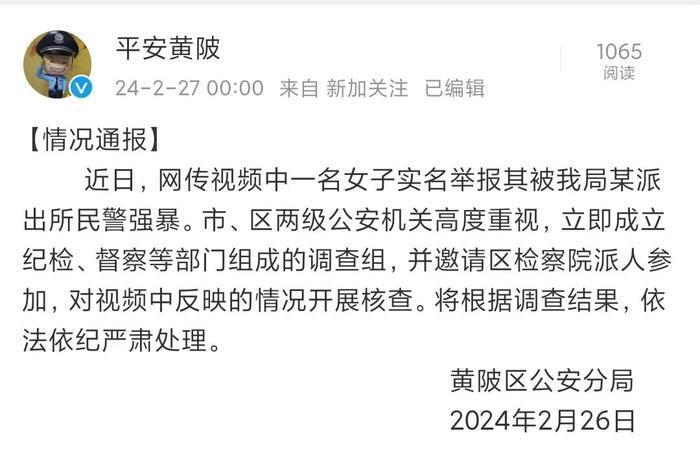 平安黄陂
1065
24-2-27 00:00 来自 新加关注 已编辑
阅读
【情况通报】
近日，网传视频中一名女子实名举报其被我局某派
出所民警强暴。市、区两级公安机关高度重视，立即成立
纪检、督察等部门组成的调查组，并邀请区检察院派人参
加，对视频中反映的情况开展核查。将根据调查结果，依
法依纪严肃处理。
黄陂区公安分局
2024年2月26日